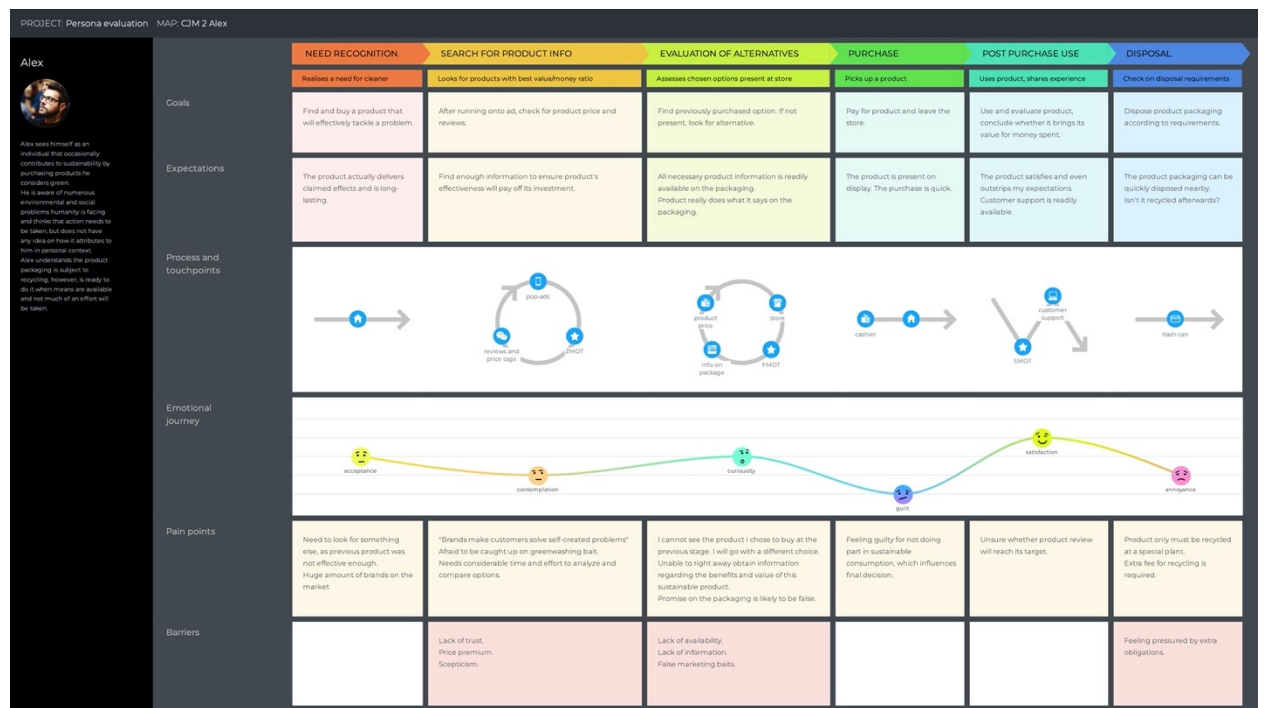 PROJECT: Persona evaluation MAP: CJM 2 Alex
Alex
Alex sees himself as an
individual that occasionally
contributes to sustainability by
purchasing products he
considers green.
He is aware of numerous
environmental and social
problems humanity is facing
and thinks that action needs to
be taken, but does not have
any idea on how it attributes to
him in personal context.
Alex understands the product
packaging is subject to
recycling, however, is ready to
do it when means are available
and not much of an effort will
be taken.
NEED RECOGNITION
SEARCH FOR PRODUCT INFO
EVALUATION OF ALTERNATIVES
PURCHASE
POST PURCHASE USE
DISPOSAL
Realises a need for cleaner
Looks for products with best value/money ratio
Assesses chosen options present at store
Picks up a product
Uses product, shares experience
Check on disposal requirements
Goals
Find and buy a product that
will effectively tackle a problem.
After running onto ad, check for product price and
reviews.
Find previously purchased option. If not
present, look for alternative.
Pay for product and leave the
store.
Use and evaluate product,
conclude whether it brings its
value for money spent.
Dispose product packaging
according to requirements.
Expectations
The product actually delivers
claimed effects and is long-
lasting.
Find enough information to ensure product's
effectiveness will pay off its investment.
All necessary product information is readily
available on the packaging.
Product really does what it says on the
packaging.
The product is present on
display. The purchase is quick.
The product satisfies and even
outstrips my expectations.
Customer support is readily
available.
The product packaging can be
quickly disposed nearby.
Isn't it recycled afterwards?
Process and
touchpoints
pop-ads
reviews and
price tags
ZMOT
product
price
store
info on
package
FMOT
cashier
customer
support
SMOT
trash can
Emotional
journey
acceptance
contemplation
curiousity
guilt
satisfaction
annoyance
Pain points
Need to look for something
else, as previous product was
not effective enough.
Huge amount of brands on the
market
"Brands make customers solve self-created problems"
Afraid to be caught up on greenwashing bait.
Needs considerable time and effort to analyze and
compare options.
I cannot see the product I chose to buy at the
previous stage. I will go with a different choice.
Unable to right away obtain information
regarding the benefits and value of this
sustainable product.
Promise on the packaging is likely to be false.
Feeling guilty for not doing
part in sustainable
consumption, which influences
final decision.
Unsure whether product review
will reach its target.
Product only must be recycled
at a special plant.
Extra fee for recycling is
required.
Barriers
Lack of trust.
Price premium.
Scepticism.
Lack of availability.
Lack of information.
False marketing baits.
Feeling pressured by extra
obligations.